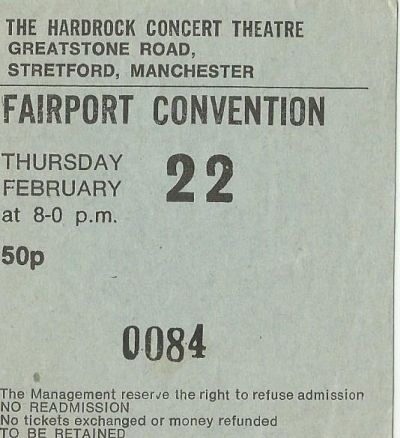 THE HARDROCK CONCERT THEATRE
GREATSTONE ROAD,
STRETFORD, MANCHESTER
FAIRPORT CONVENTION
THURSDAY
FEBRUARY
22
at 8-0 p.m.
50p
0084
The Management reserve the right to refuse admission
NO READMISSION
No tickets exchanged or money refunded
TO BE RETAINED